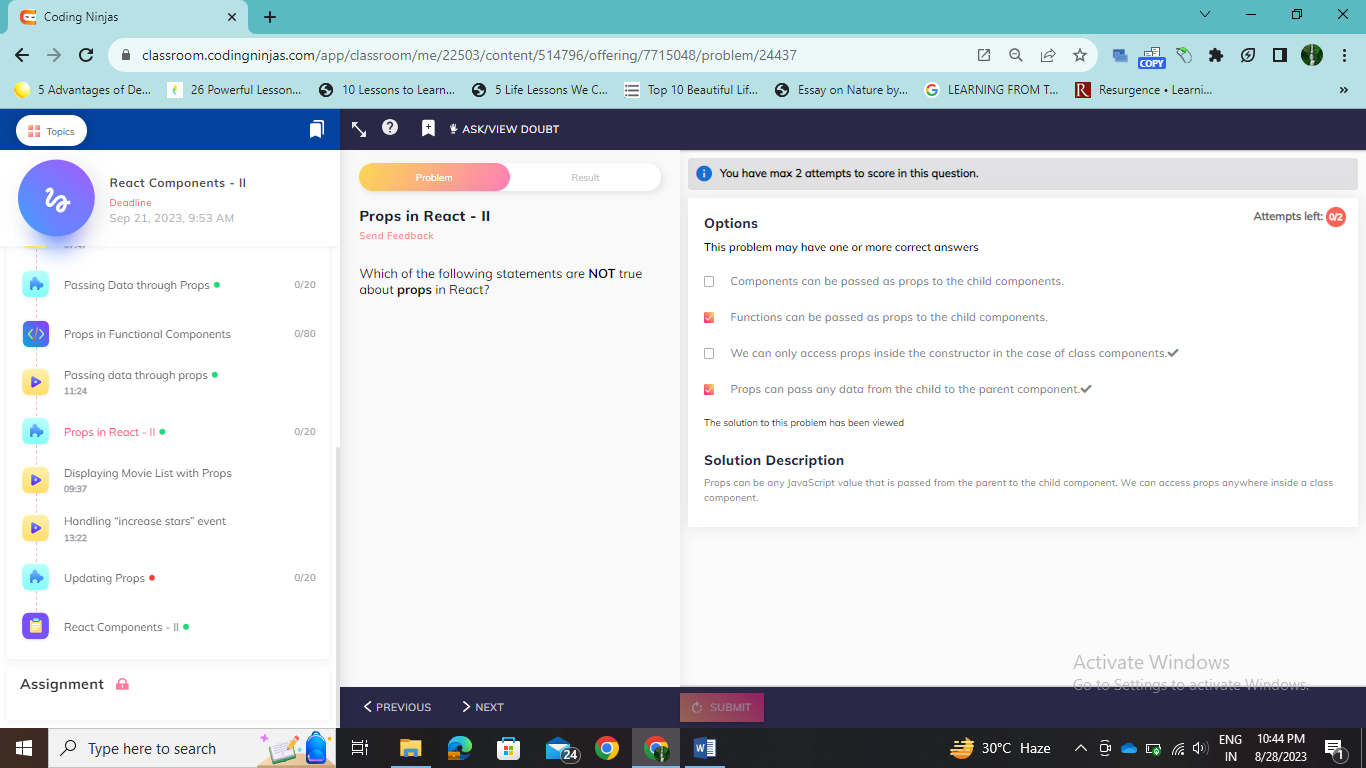 Coding Ninjas
classroom.codingninjas.com/app/classroom/me/22503/content/514796/offering/7715048/problem/24437
COPY
5 Advantages of De...
26 Powerful Lesson...
10 Lessons to Learn...
5 Life Lessons We C...
Top 10 Beautiful Lif...
Essay on Nature by...
LEARNING FROM T...
Resurgence • Learni...
Topics
ASK/VIEW DOUBT
React Components - II
Deadline
Sep 21, 2023, 9:53 AM
Passing Data through Props
0/20
Props in Functional Components
0/80
Passing data through props
11:24
Props in React - II
0/20
Displaying Movie List with Props
09:37
Handling “increase stars” event
13:22
Updating Props
0/20
React Components - II
Assignment
Problem
Result
Props in React - II
Send Feedback
Which of the following statements are NOT true
about props in React?
PREVIOUS
NEXT
You have max 2 attempts to score in this question.
Options
Attempts left: 0/2
This problem may have one or more correct answers
Components can be passed as props to the child components.
Functions can be passed as props to the child components.
We can only access props inside the constructor in the case of class components.
Props can pass any data from the child to the parent component.
The solution to this problem has been viewed
Solution Description
Props can be any JavaScript value that is passed from the parent to the child component. We can access props anywhere inside a class
component.
Activate Windows
Go to Settings to activate Windows.
SUBMIT
Type here to search
24
30°C Haze
ENG
IN
10:44 PM
8/28/2023
1